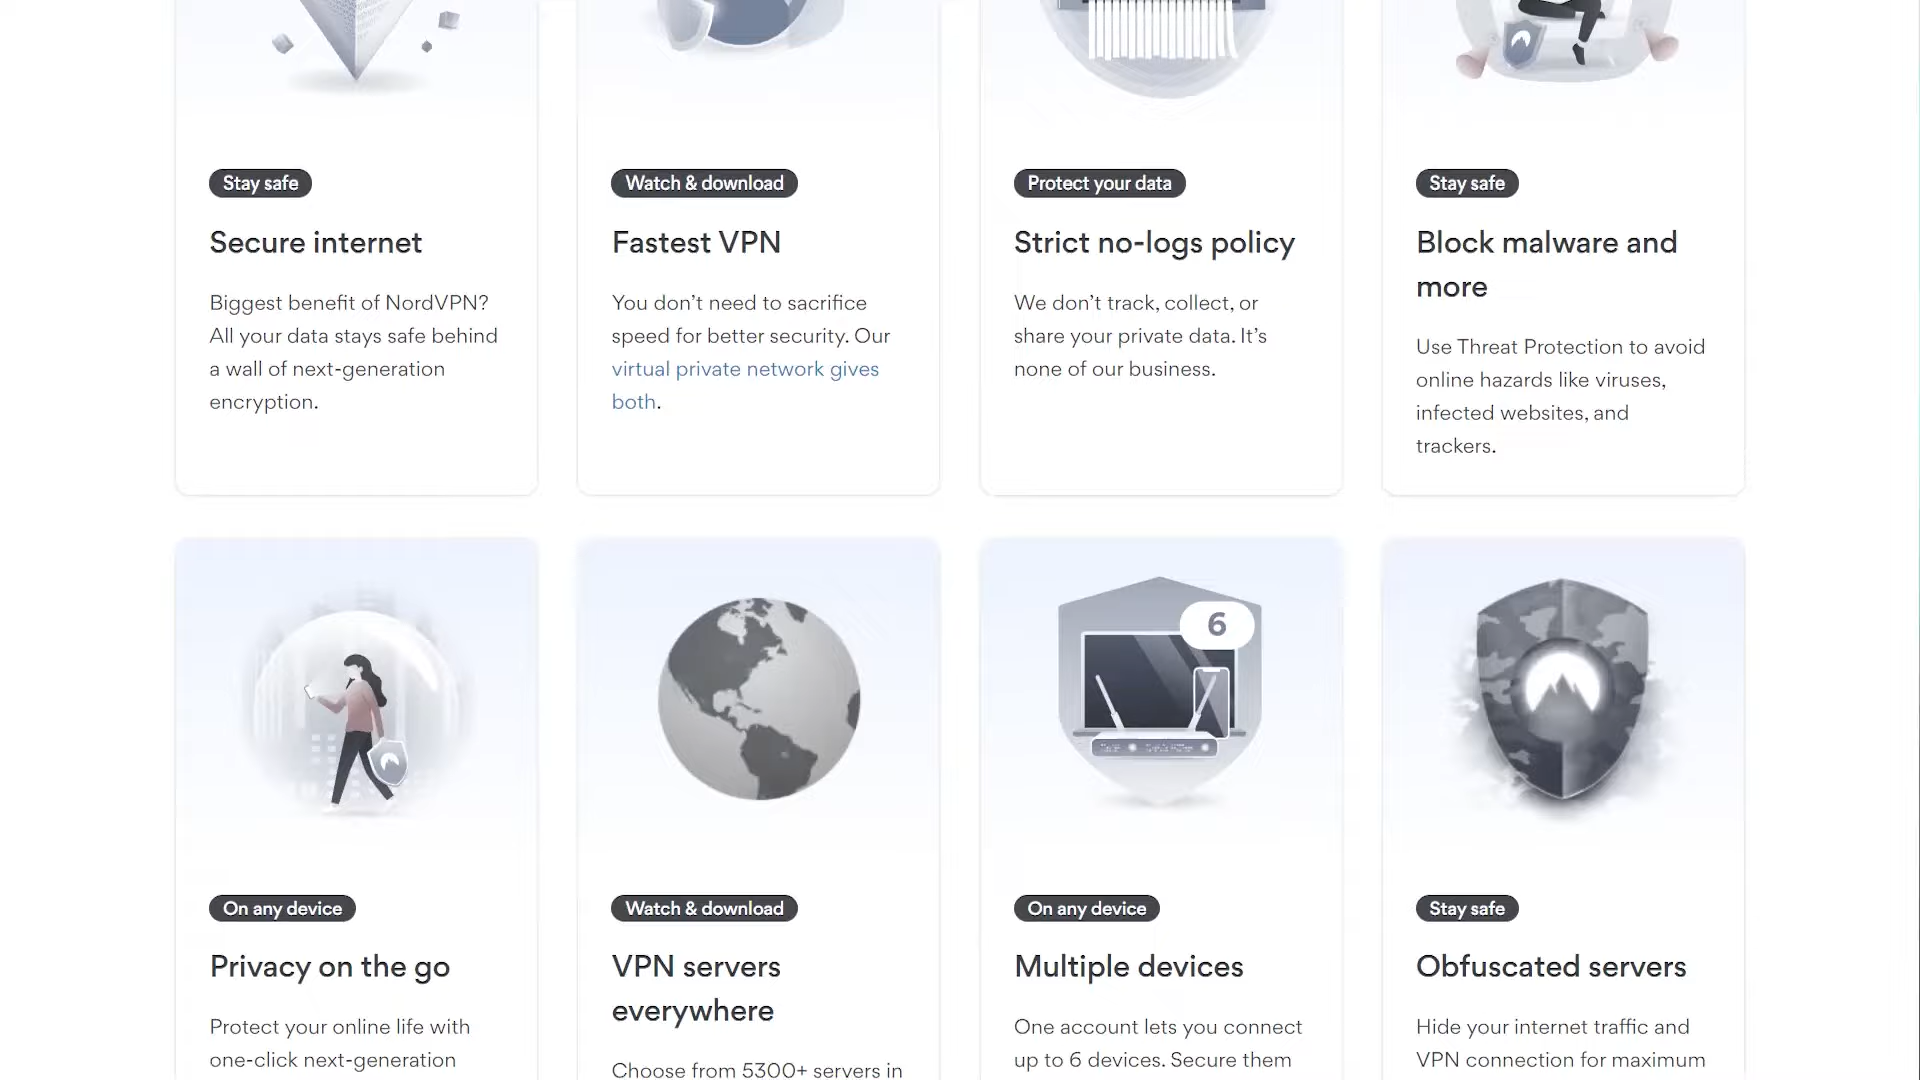 Stay safe
Secure internet
Biggest benefit of NordVPN?
All your data stays safe behind
a wall of next-generation
encryption.
Watch & download
Fastest VPN
You don’t need to sacrifice
speed for better security. Our
virtual private network gives
both.
Protect your data
Strict no-logs policy
We don’t track, collect, or
share your private data. It’s
none of our business.
Stay safe
Block malware and
more
Use Threat Protection to avoid
online hazards like viruses,
infected websites, and
trackers.
On any device
Privacy on the go
Protect your online life with
one-click next-generation
Watch & download
VPN servers
everywhere
Choose from 5300+ servers in
6
On any device
Multiple devices
One account lets you connect
up to 6 devices. Secure them
Stay safe
Obfuscated servers
Hide your internet traffic and
VPN connection for maximum